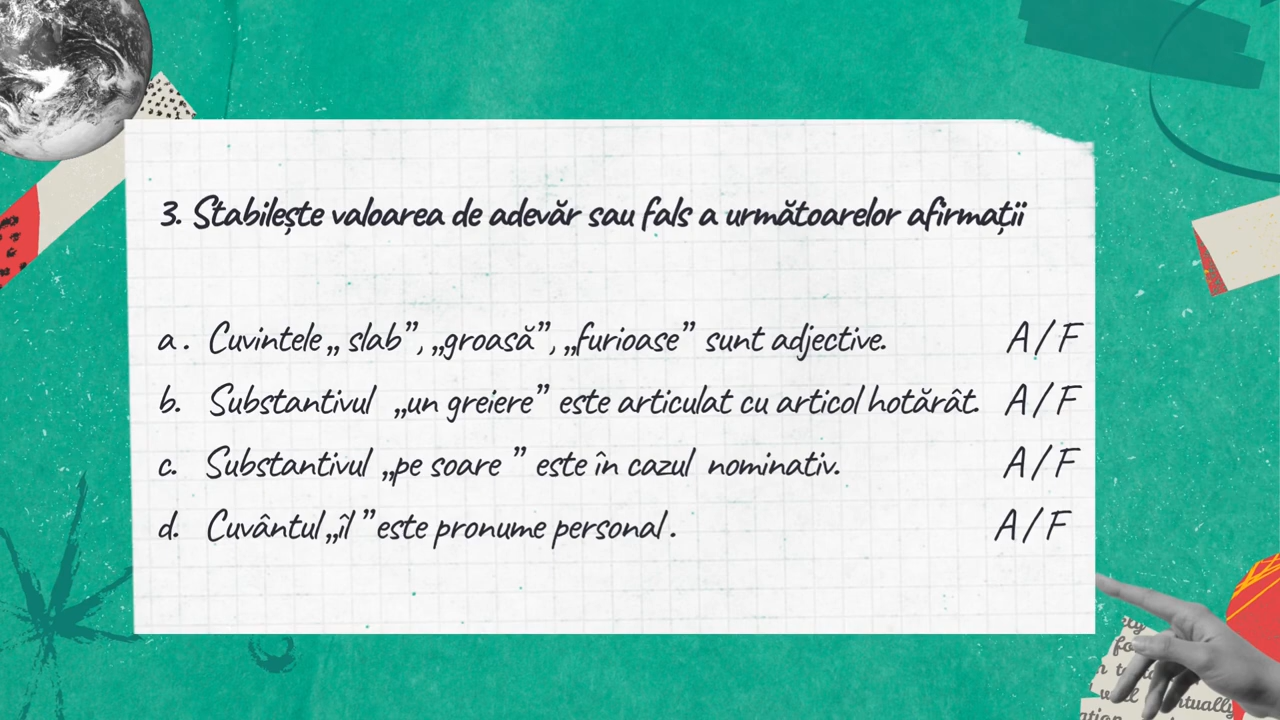 3. Stabilește valoarea de adevăr sau fals a următoarelor afirmații
a. Cuvintele „ slab”, „groasă”, „furioase” sunt adjective. A / F
b. Substantivul „un greiere” este articulat cu articol hotărât. A / F
c. Substantivul „pe soare ” este în cazul nominativ. A / F
d. Cuvântul „îl ” este pronume personal . A / F